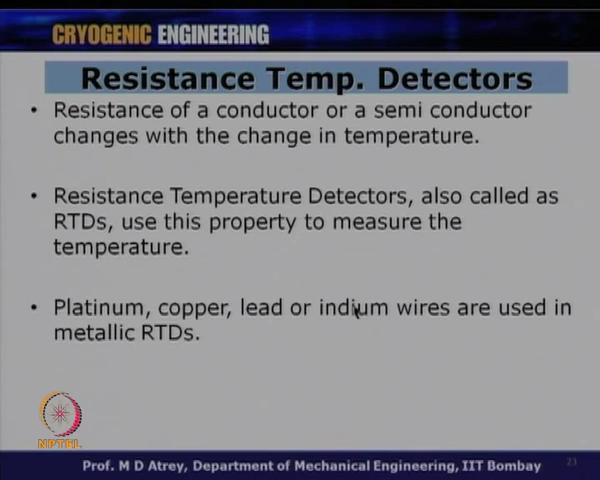 CRYOGENIC ENGINEERING
Resistance Temp. Detectors
• Resistance of a conductor or a semi conductor
changes with the change in temperature.
• Resistance Temperature Detectors, also called as
RTDs, use this property to measure the
temperature.
• Platinum, copper, lead or indium wires are used in
metallic RTDs.
NPTEL
Prof. M D Atrey, Department of Mechanical Engineering, IIT Bombay
23